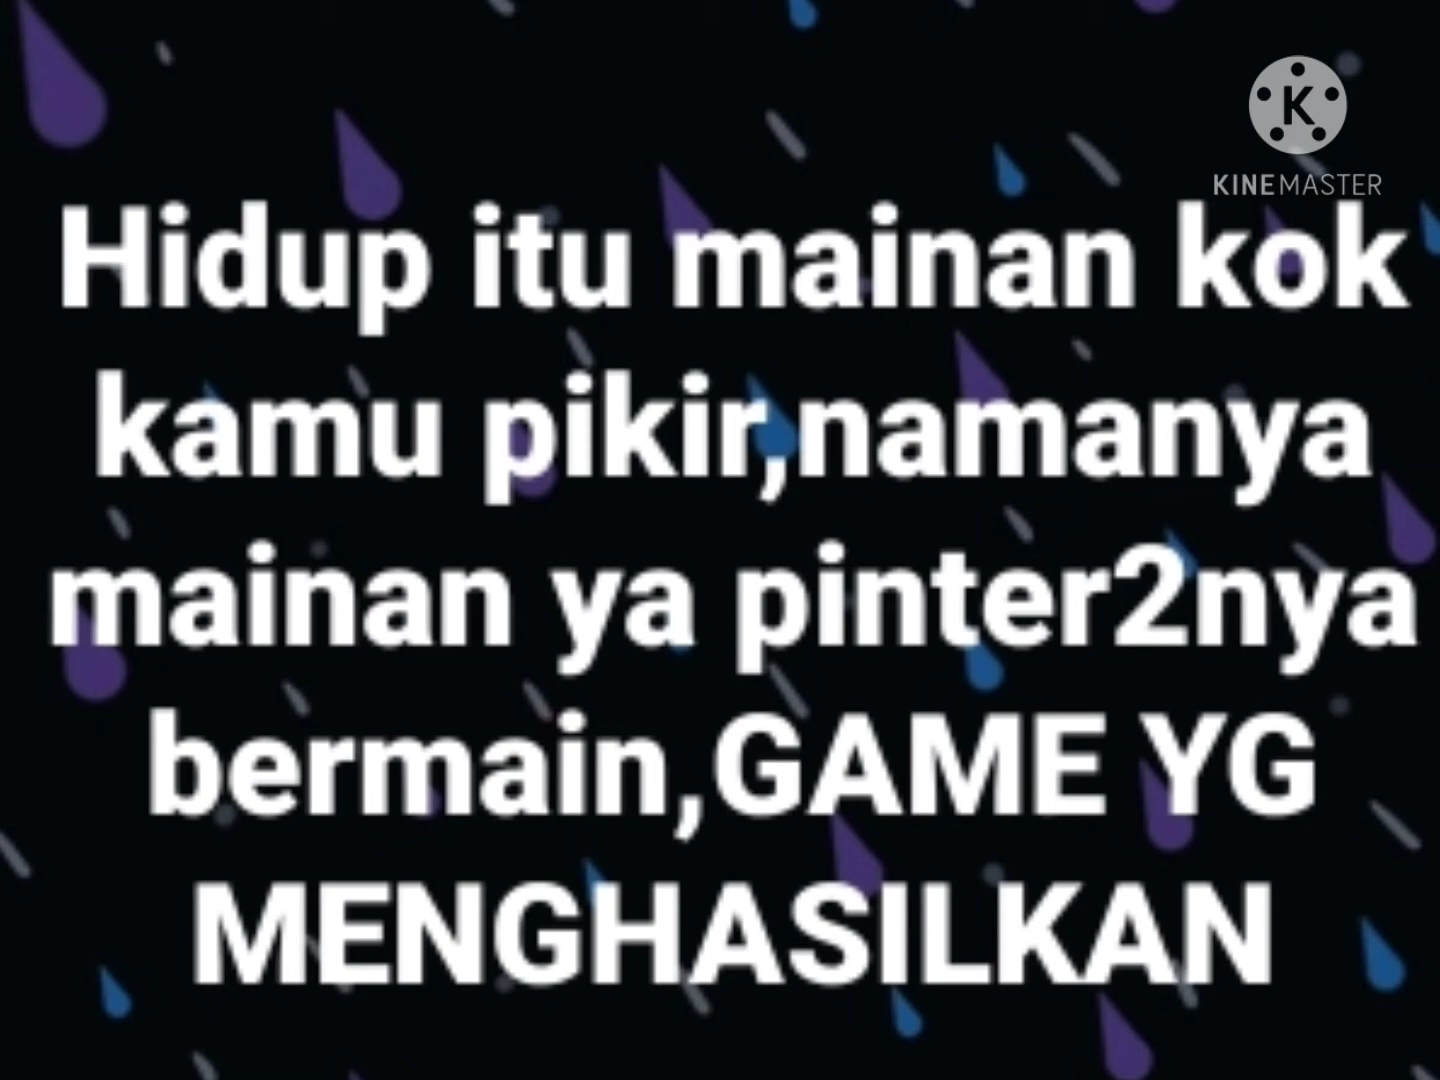 KINEMASTER
Hidup itu mainan kok
kamu pikir,namanya
mainan ya pinter2nya
bermain,GAME YG
MENGHASILKAN